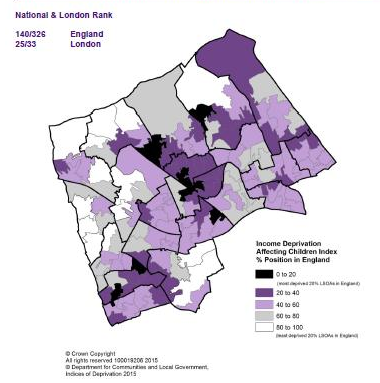 National & London Rank
140/326 England
25/33 London
Income Deprivation
Affecting Children Index
% Position in England
0 to 20
(most deprived 20% LSOAs in England)
20 to 40
40 to 60
60 to 80
80 to 100
(least deprived 20% LSOAs in England)
© Crown Copyright
All rights reserved 100019206 2015
© Department for Communities and Local Government,
Indices of Deprivation 2015